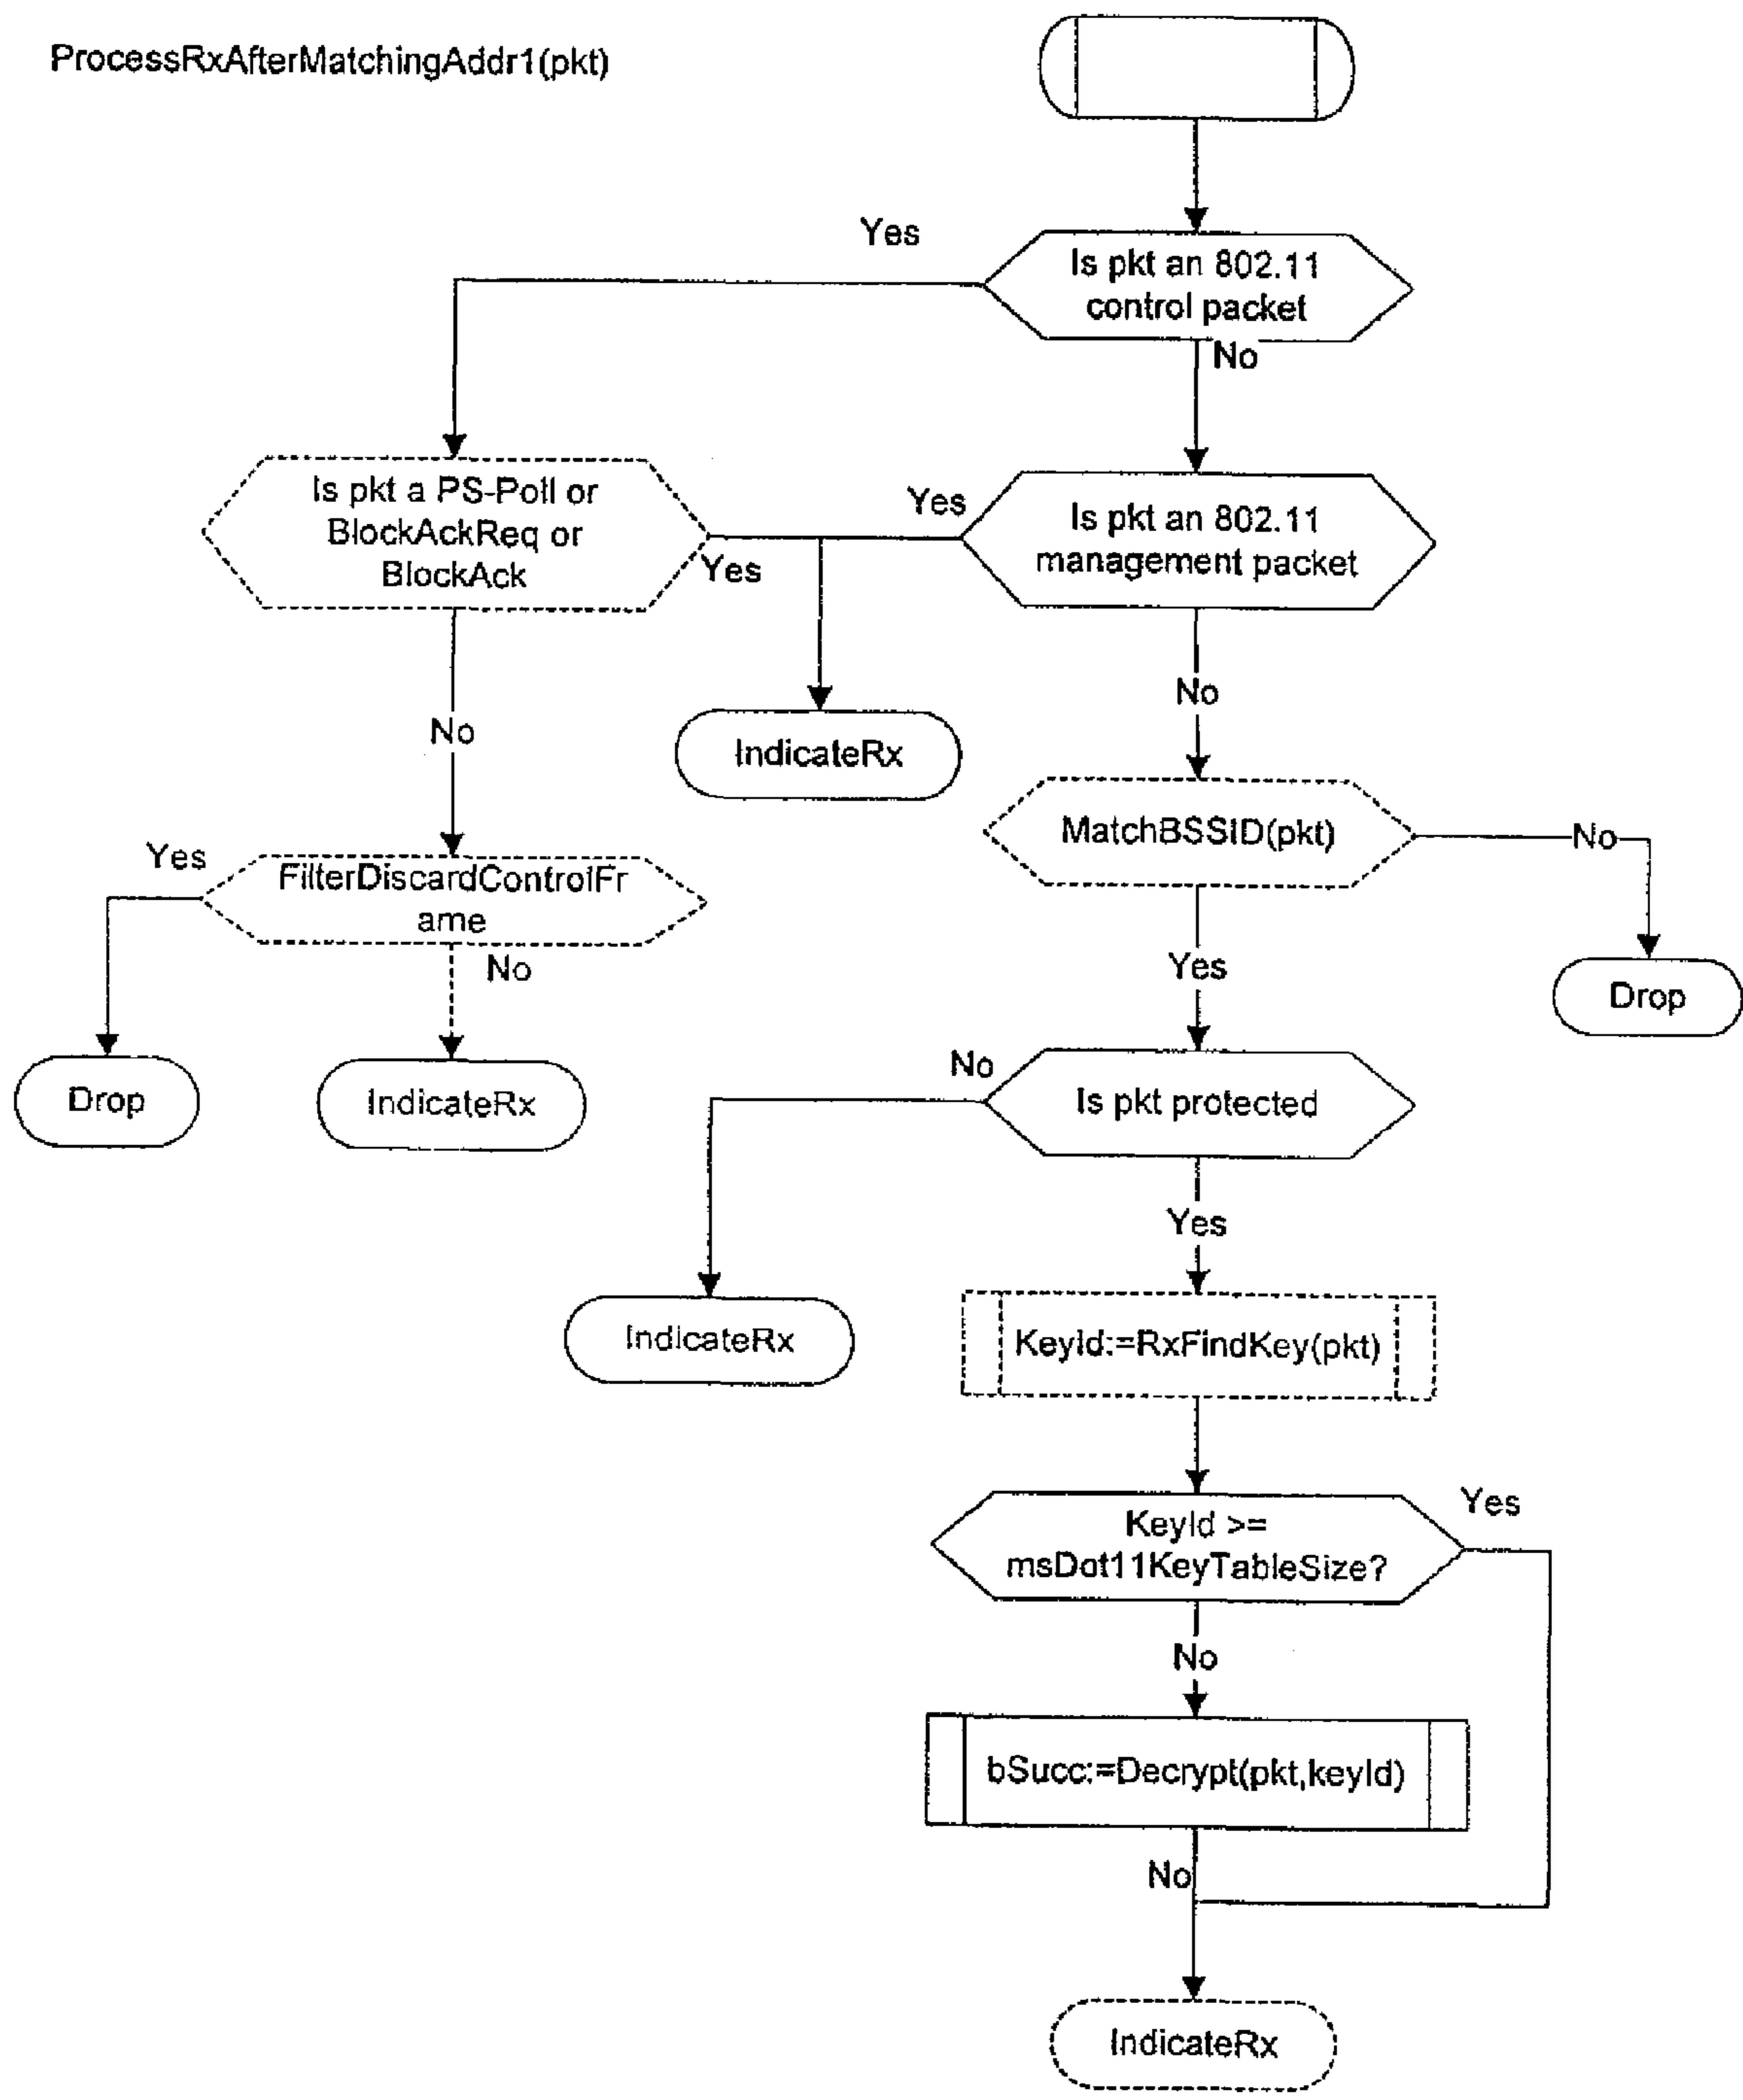 ProcessRxAfterMatchingAddr1(pkt)
Yes
Is pkt an 802.11
control packet
No
Is pkt a PS-Poll or
BlockAckReq or
BlockAck
Yes
Yes
Is pkt an 802.11
management packet
No
No
IndicateRx
MatchBSSID(pkt)
No
Yes
FilterDiscardControlFr
ame
No
Yes
Drop
Drop
IndicateRx
No
Is pkt protected
Yes
IndicateRx
KeyId:=RxFindKey(pkt)
Yes
KeyId >=
msDot11KeyTableSize?
No
bSucc:=Decrypt(pkt,keyId)
No
IndicateRx